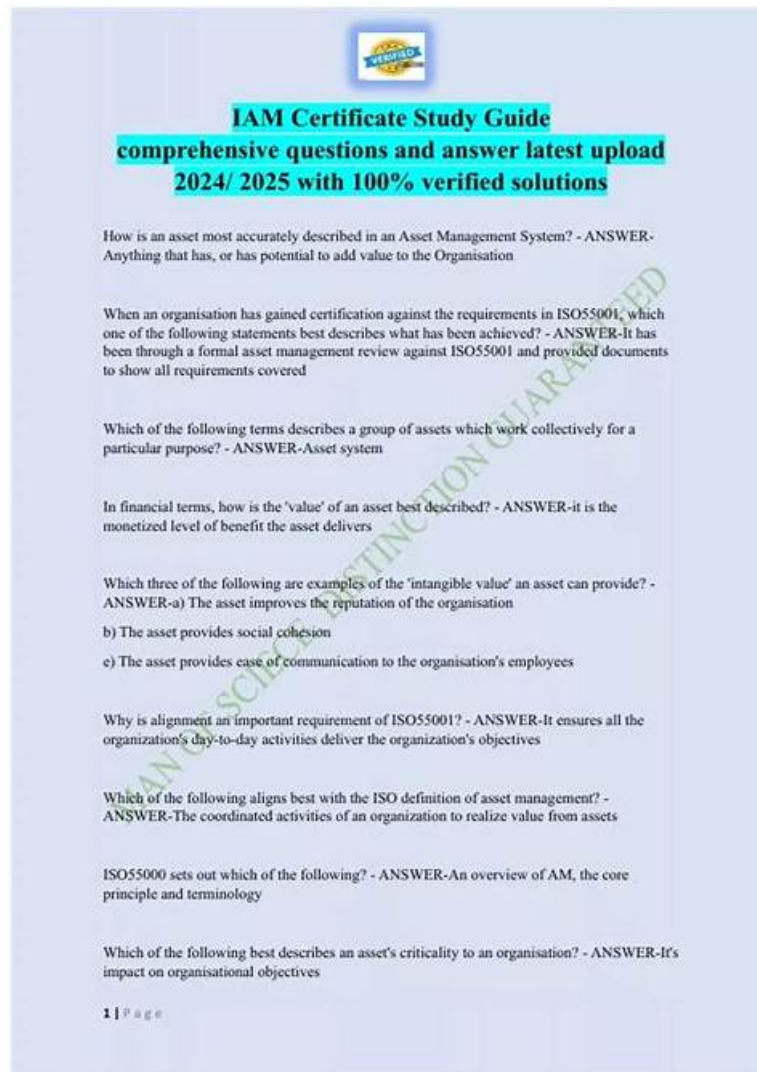 VERIFIED
IAM Certificate Study Guide
comprehensive questions and answer latest upload
2024/ 2025 with 100% verified solutions
How is an asset most accurately described in an Asset Management System? - ANSWER-
Anything that has, or has potential to add value to the Organisation
When an organisation has gained certification against the requirements in ISO55001, which
one of the following statements best describes what has been achieved? - ANSWER-It has
been through a formal asset management review against ISO55001 and provided documents
to show all requirements covered
Which of the following terms describes a group of assets which work collectively for a
particular purpose? - ANSWER-Asset system
In financial terms, how is the 'value' of an asset best described? - ANSWER-it is the
monetized level of benefit the asset delivers
Which three of the following are examples of the 'intangible value' an asset can provide? -
ANSWER-a) The asset improves the reputation of the organisation
b) The asset provides social cohesion
e) The asset provides ease of communication to the organisation's employees
Why is alignment an important requirement of ISO55001? - ANSWER-It ensures all the
organization's day-to-day activities deliver the organization's objectives
Which of the following aligns best with the ISO definition of asset management? -
ANSWER-The coordinated activities of an organization to realize value from assets
ISO55000 sets out which of the following? - ANSWER-An overview of AM, the core
principle and terminology
Which of the following best describes an asset's criticality to an organisation? - ANSWER-It's
impact on organisational objectives
1 | Page
MAN OF SCIECE DISTINCTION GUARANTEED